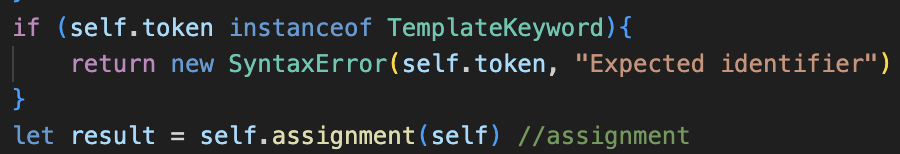 if (self.token instanceof TemplateKeyword){
return new SyntaxError(self.token, "Expected identifier")
}
let result = self.assignment(self) //assignment